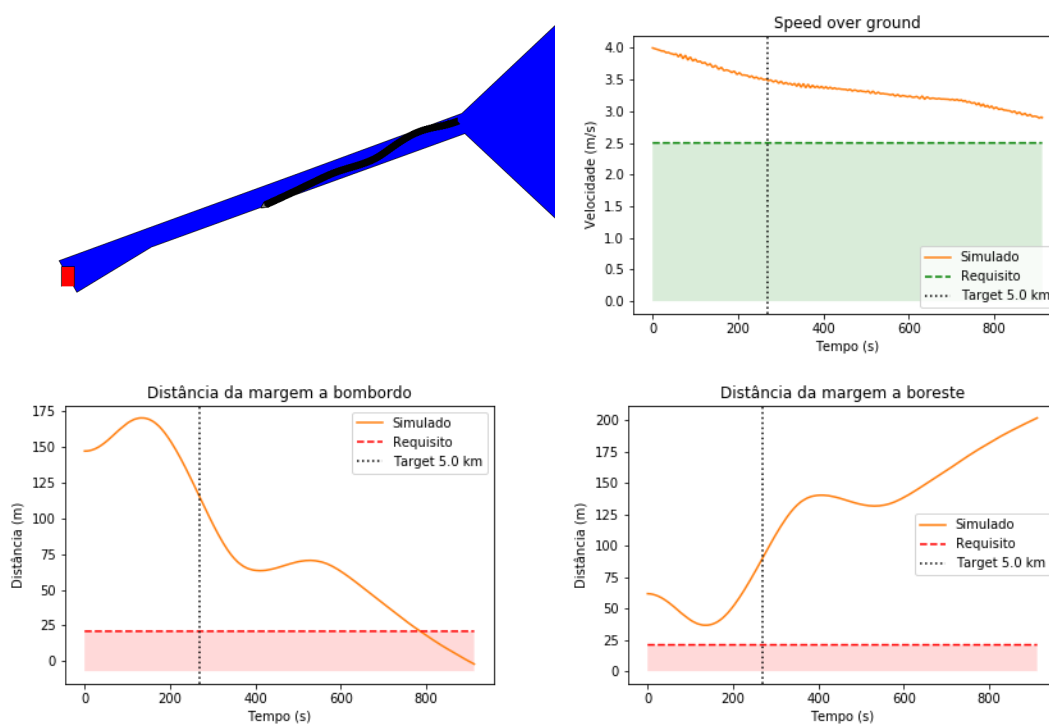 Speed over ground
4.0
3.5
3.0
2.5
2.0
1.5
1.0
0.5
0.0
Velocidade (m/s)
Simulado
Requisito
Target 5.0 km
0
200
400
600
800
Tempo (s)
Distância da margem a bombordo
175
150
125
100
75
50
25
0
Distância (m)
Simulado
Requisito
Target 5.0 km
0
200
400
600
800
Tempo (s)
Distância da margem a boreste
200
175
150
125
100
75
50
25
0
Distância (m)
Simulado
Requisito
Target 5.0 km
0
200
400
600
800
Tempo (s)